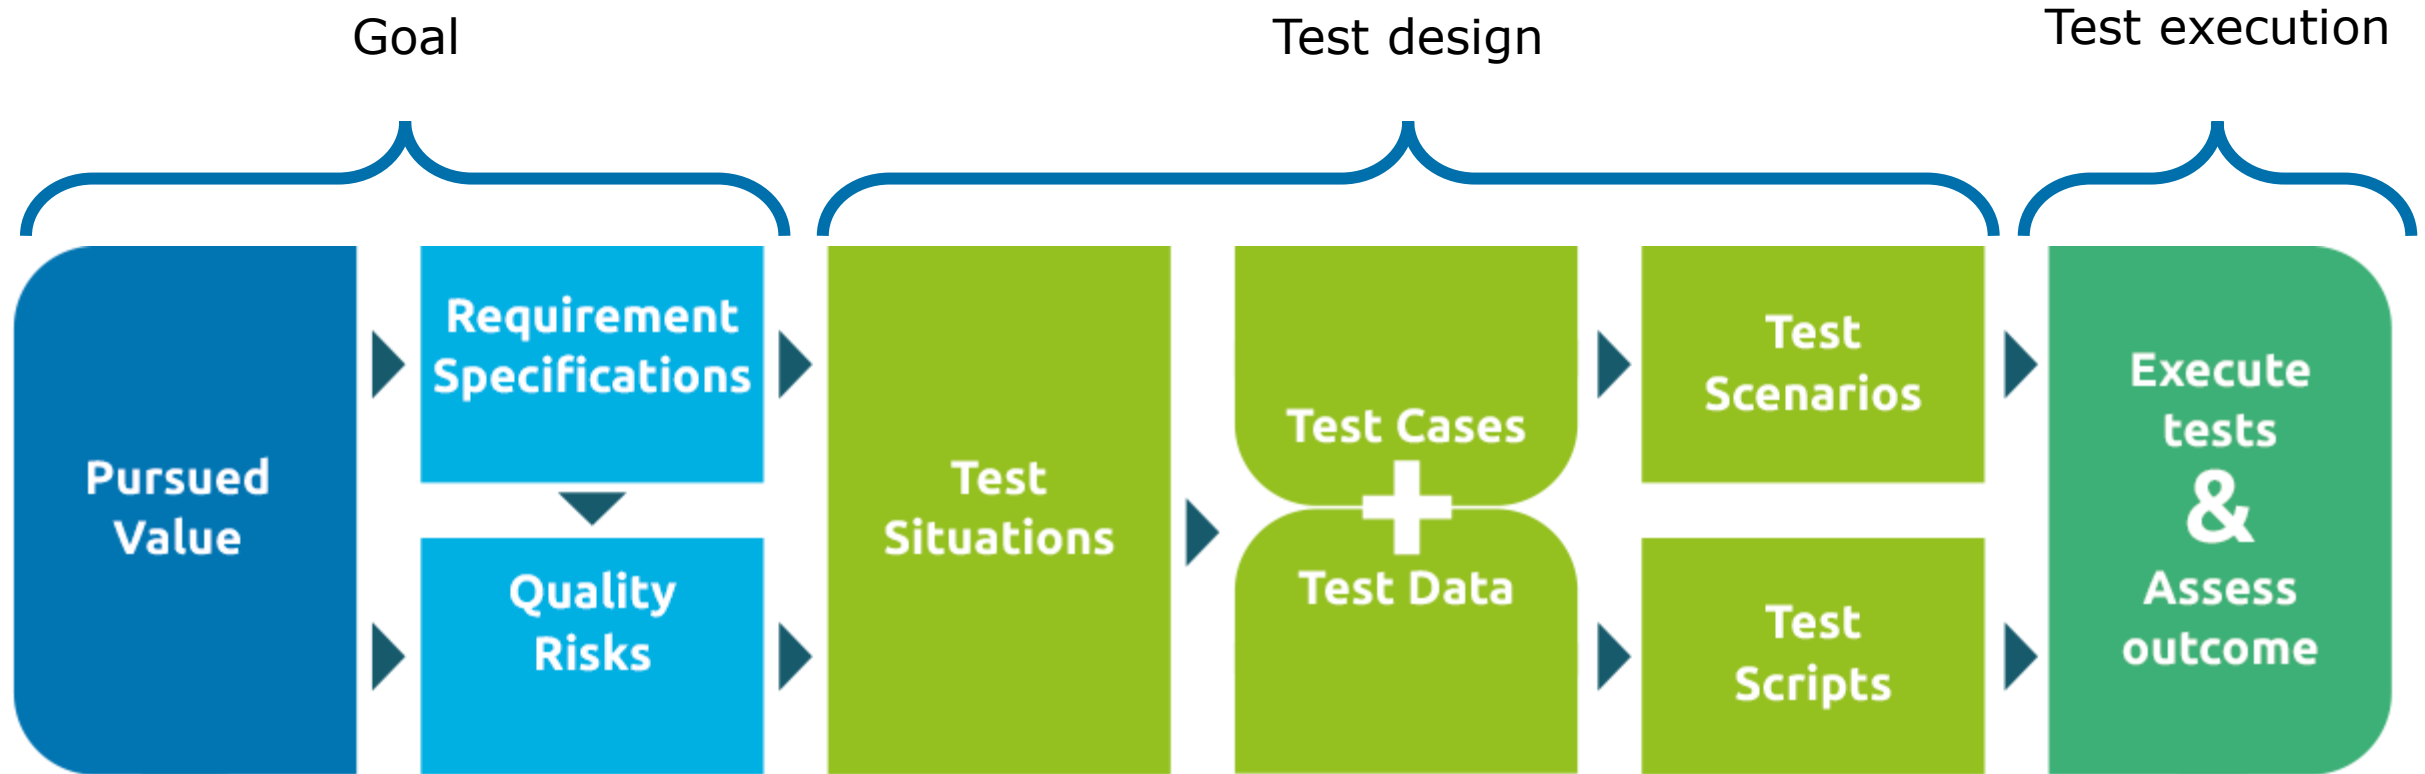 Goal
Test design
Test execution
Pursued
Value
Requirement
Specifications
Quality
Risks
Test
Situations
Test Cases
+
Test Data
Test
Scenarios
Test
Scripts
Execute
tests
&
Assess
outcome